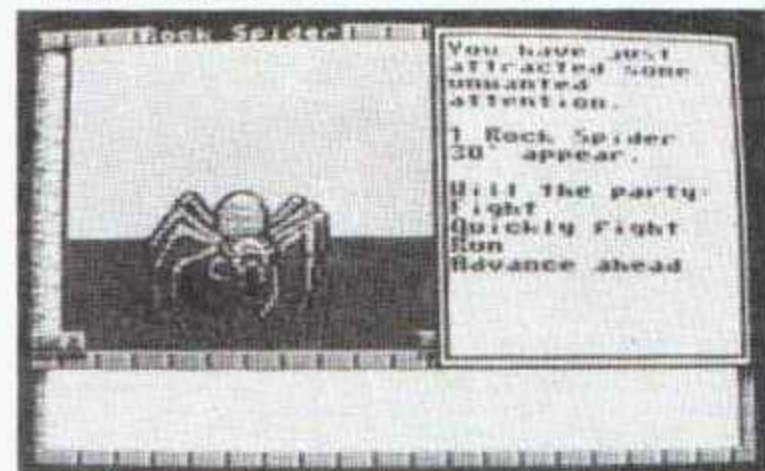 Rock Spider
You have just
attracted some
unwanted
attention.
1 Rock Spider
30' appear.
Will the party:
Fight
Quickly Fight
Run
Advance ahead